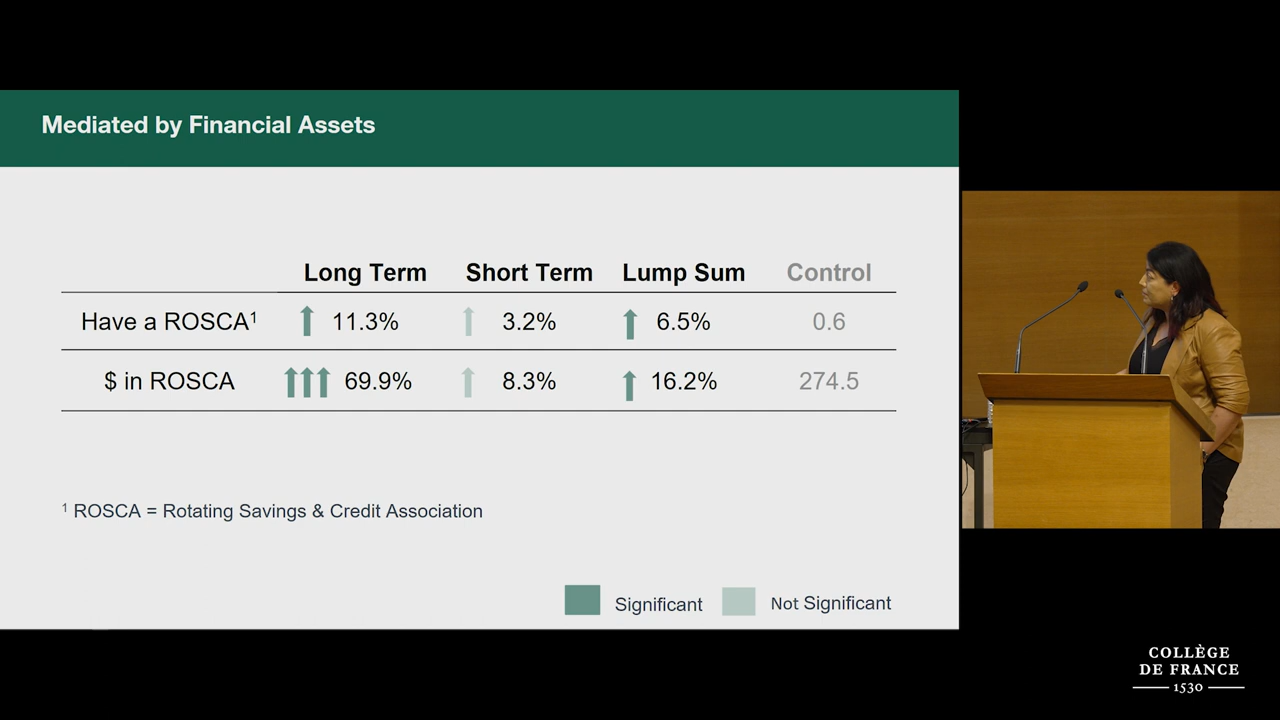 Mediated by Financial Assets
Long Term Short Term Lump Sum Control
Have a ROSCA¹ 11.3% 3.2% 6.5% 0.6
$ in ROSCA 69.9% 8.3% 16.2% 274.5
¹ ROSCA = Rotating Savings & Credit Association
Significant Not Significant
COLLÈGE
DE FRANCE
1530